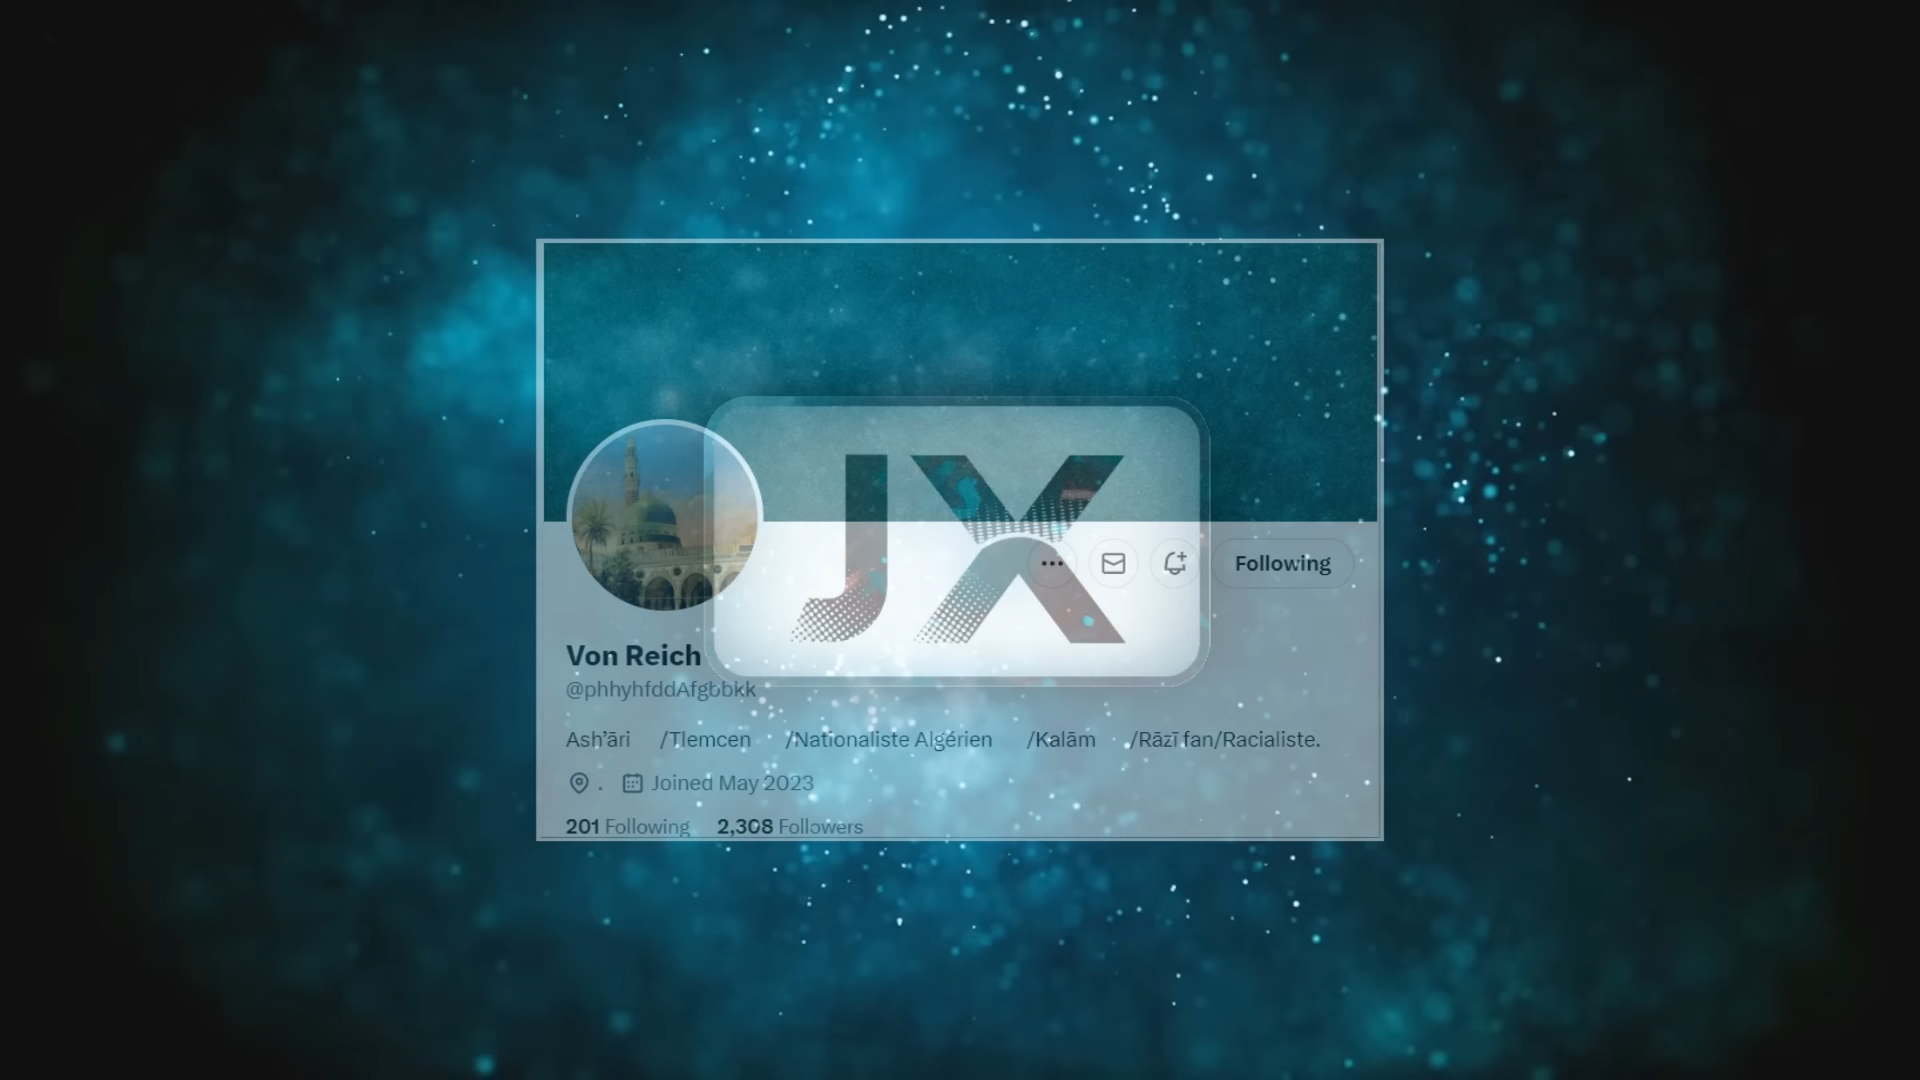 JX
Following
Von Reich
@phhyhfddAfgbbkk
Ash’āri /Tlemcen /Nationaliste Algérien /Kalām /Rāzī fan/Racialiste.
. Joined May 2023
201 Following 2,308 Followers